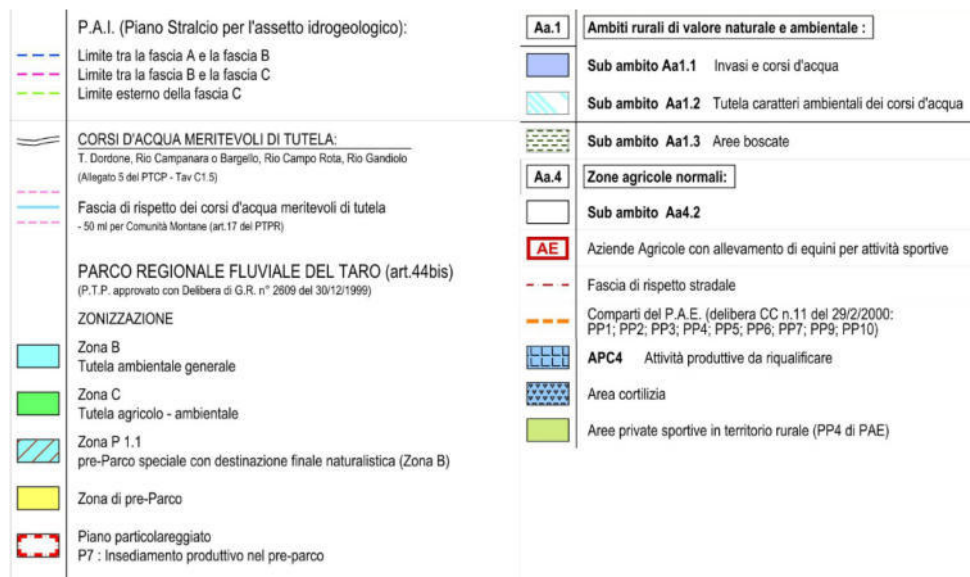 P.A.I. (Piano Stralcio per l'assetto idrogeologico):
Limite tra la fascia A e la fascia B
Limite tra la fascia B e la fascia C
Limite esterno della fascia C
CORSI D'ACQUA MERITEVOLI DI TUTELA:
T. Dordone, Rio Campanara o Bargello, Rio Campo Rota, Rio Gandiolo
(Allegato 5 del PTCP - Tav C1.5)
Fascia di rispetto dei corsi d'acqua meritevoli di tutela
- 50 ml per Comunità Montane (art.17 del PTPR)
PARCO REGIONALE FLUVIALE DEL TARO (art.44bis)
(P.T.P. approvato con Delibera di G.R. n° 2609 del 30/12/1999)
ZONIZZAZIONE
Zona B
Tutela ambientale generale
Zona C
Tutela agricolo - ambientale
Zona P 1.1
pre-Parco speciale con destinazione finale naturalistica (Zona B)
Zona di pre-Parco
Piano particolareggiato
P7 : Insediamento produttivo nel pre-parco
Aa.1 Ambiti rurali di valore naturale e ambientale :
Sub ambito Aa1.1 Invasi e corsi d'acqua
Sub ambito Aa1.2 Tutela caratteri ambientali dei corsi d'acqua
Sub ambito Aa1.3 Aree boscate
Aa.4 Zone agricole normali:
Sub ambito Aa4.2
AE Aziende Agricole con allevamento di equini per attività sportive
Fascia di rispetto stradale
Comparti del P.A.E. (delibera CC n.11 del 29/2/2000:
PP1; PP2; PP3; PP4; PP5; PP6; PP7; PP9; PP10)
APC4 Attività produttive da riqualificare
Area cortilizia
Aree private sportive in territorio rurale (PP4 di PAE)